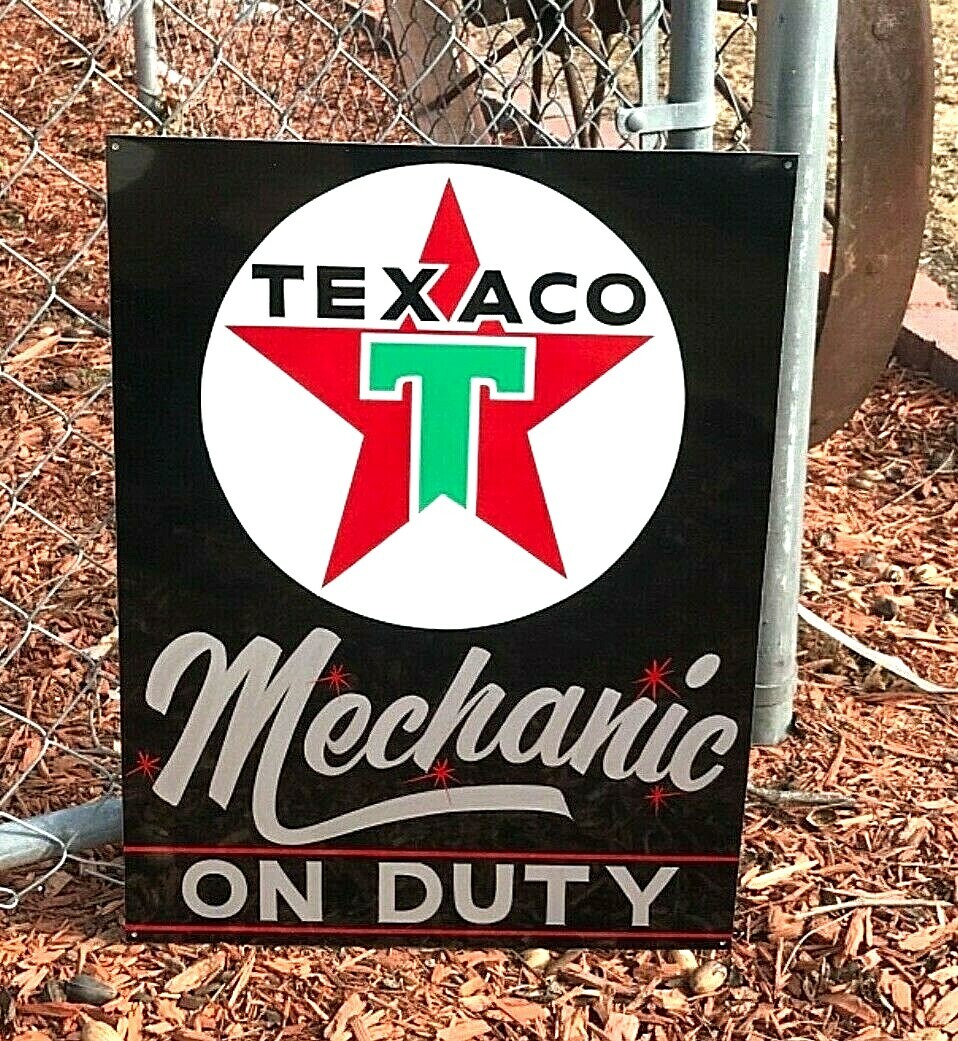 TEXACO
T
Mechanic
ON DUTY